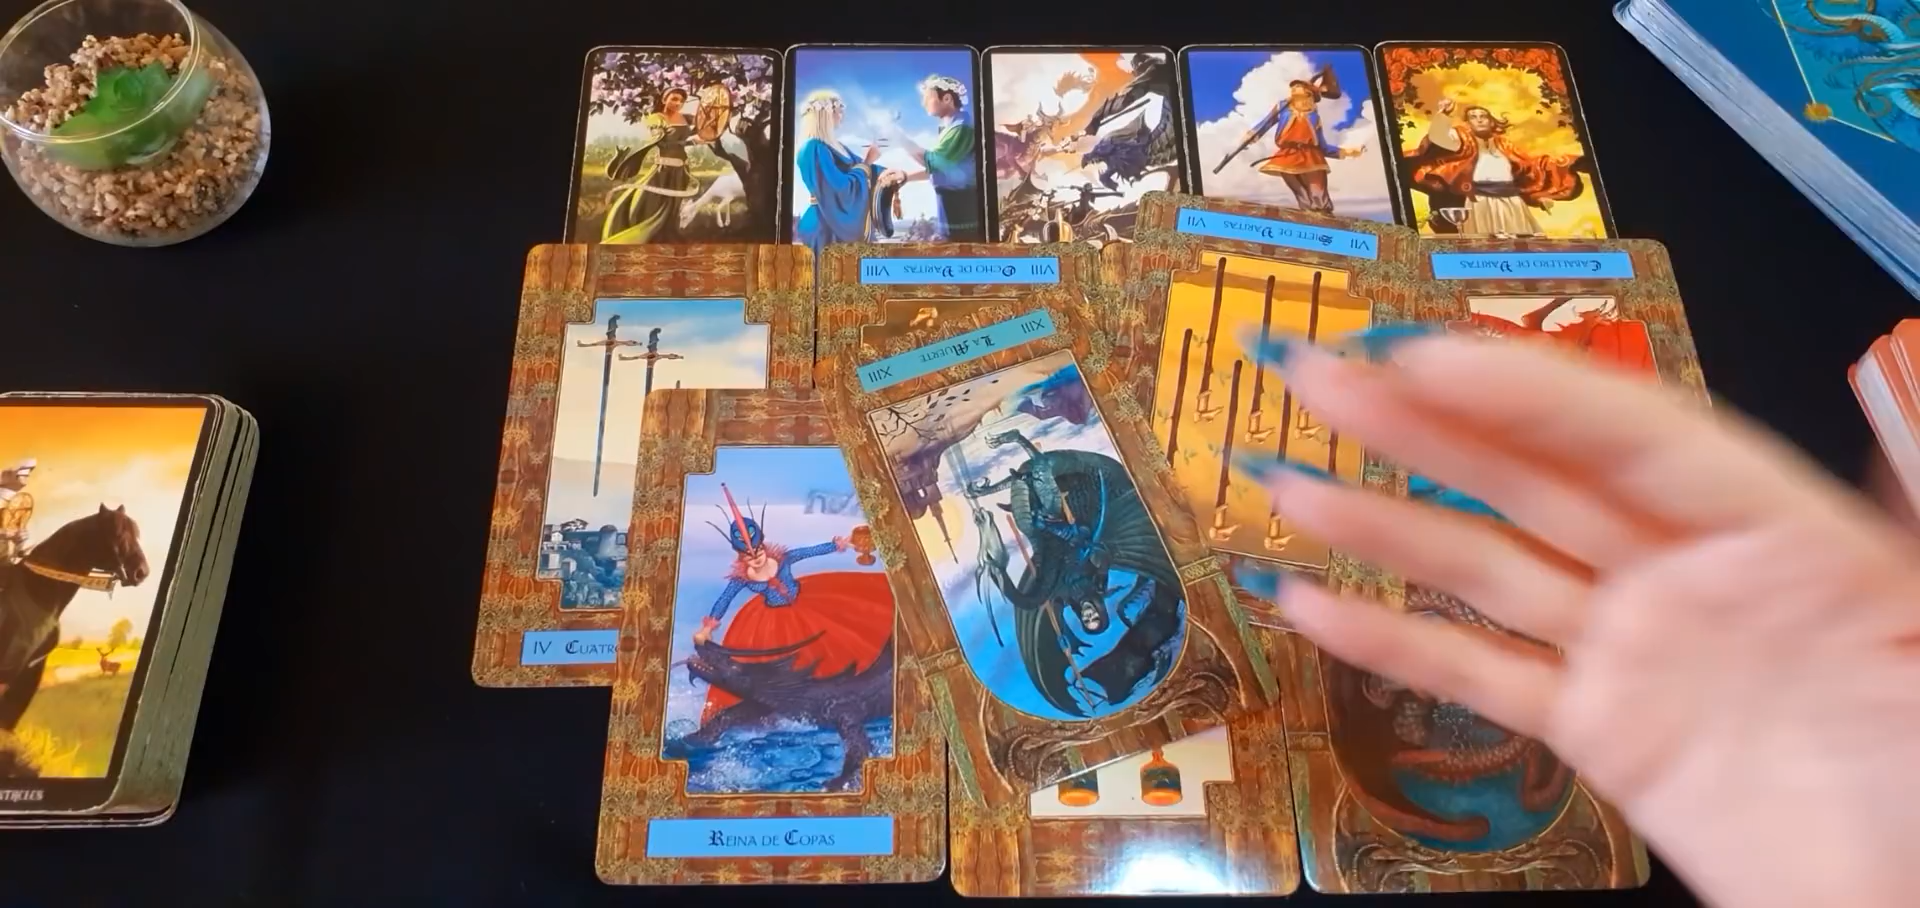 VII SIETE DE VARITAS VII
VIII OCHO DE VARITAS VIII
CABALLERO DE VARITAS
XIII LA MUERTE XIII
IV CUATRO
REINA DE COPAS